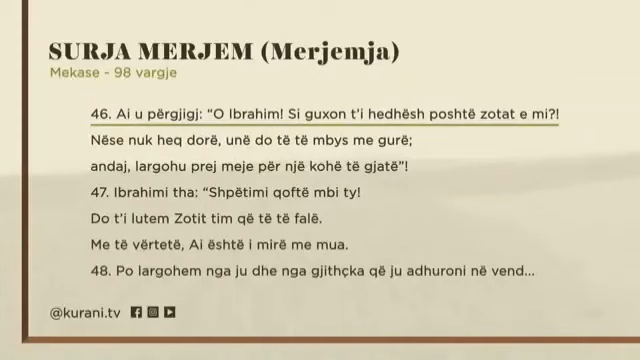 SURJA MERJEM (Merjemja)
Mekase - 98 vargje
46. Ai u përgjigj: “O Ibrahim! Si guxon t’i hedhësh poshtë zotat e mi?!
Nëse nuk heq dorë, unë do të të mbys me gurë;
andaj, largohu prej meje për një kohë të gjatë”!
47. Ibrahimi tha: “Shpëtimi qoftë mbi ty!
Do t’i lutem Zotit tim që të të falë.
Me të vërtetë, Ai është i mirë me mua.
48. Po largohem nga ju dhe nga gjithçka që ju adhuroni në vend...
@kurani.tv